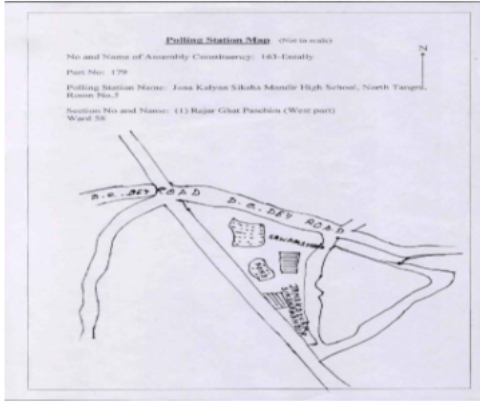 Polling Station Map (Not to scale)
N
No and Name of Assembly Constituency: 163-Entally
Part No: 179
Polling Station Name: Jana Kalyan Siksha Mandir High School, North Tangra,
Room No.5
Section No and Name: (1) Rajar Ghat Paschim (West part)
Ward 58
D.C. DEY ROAD
D.C. DEY ROAD